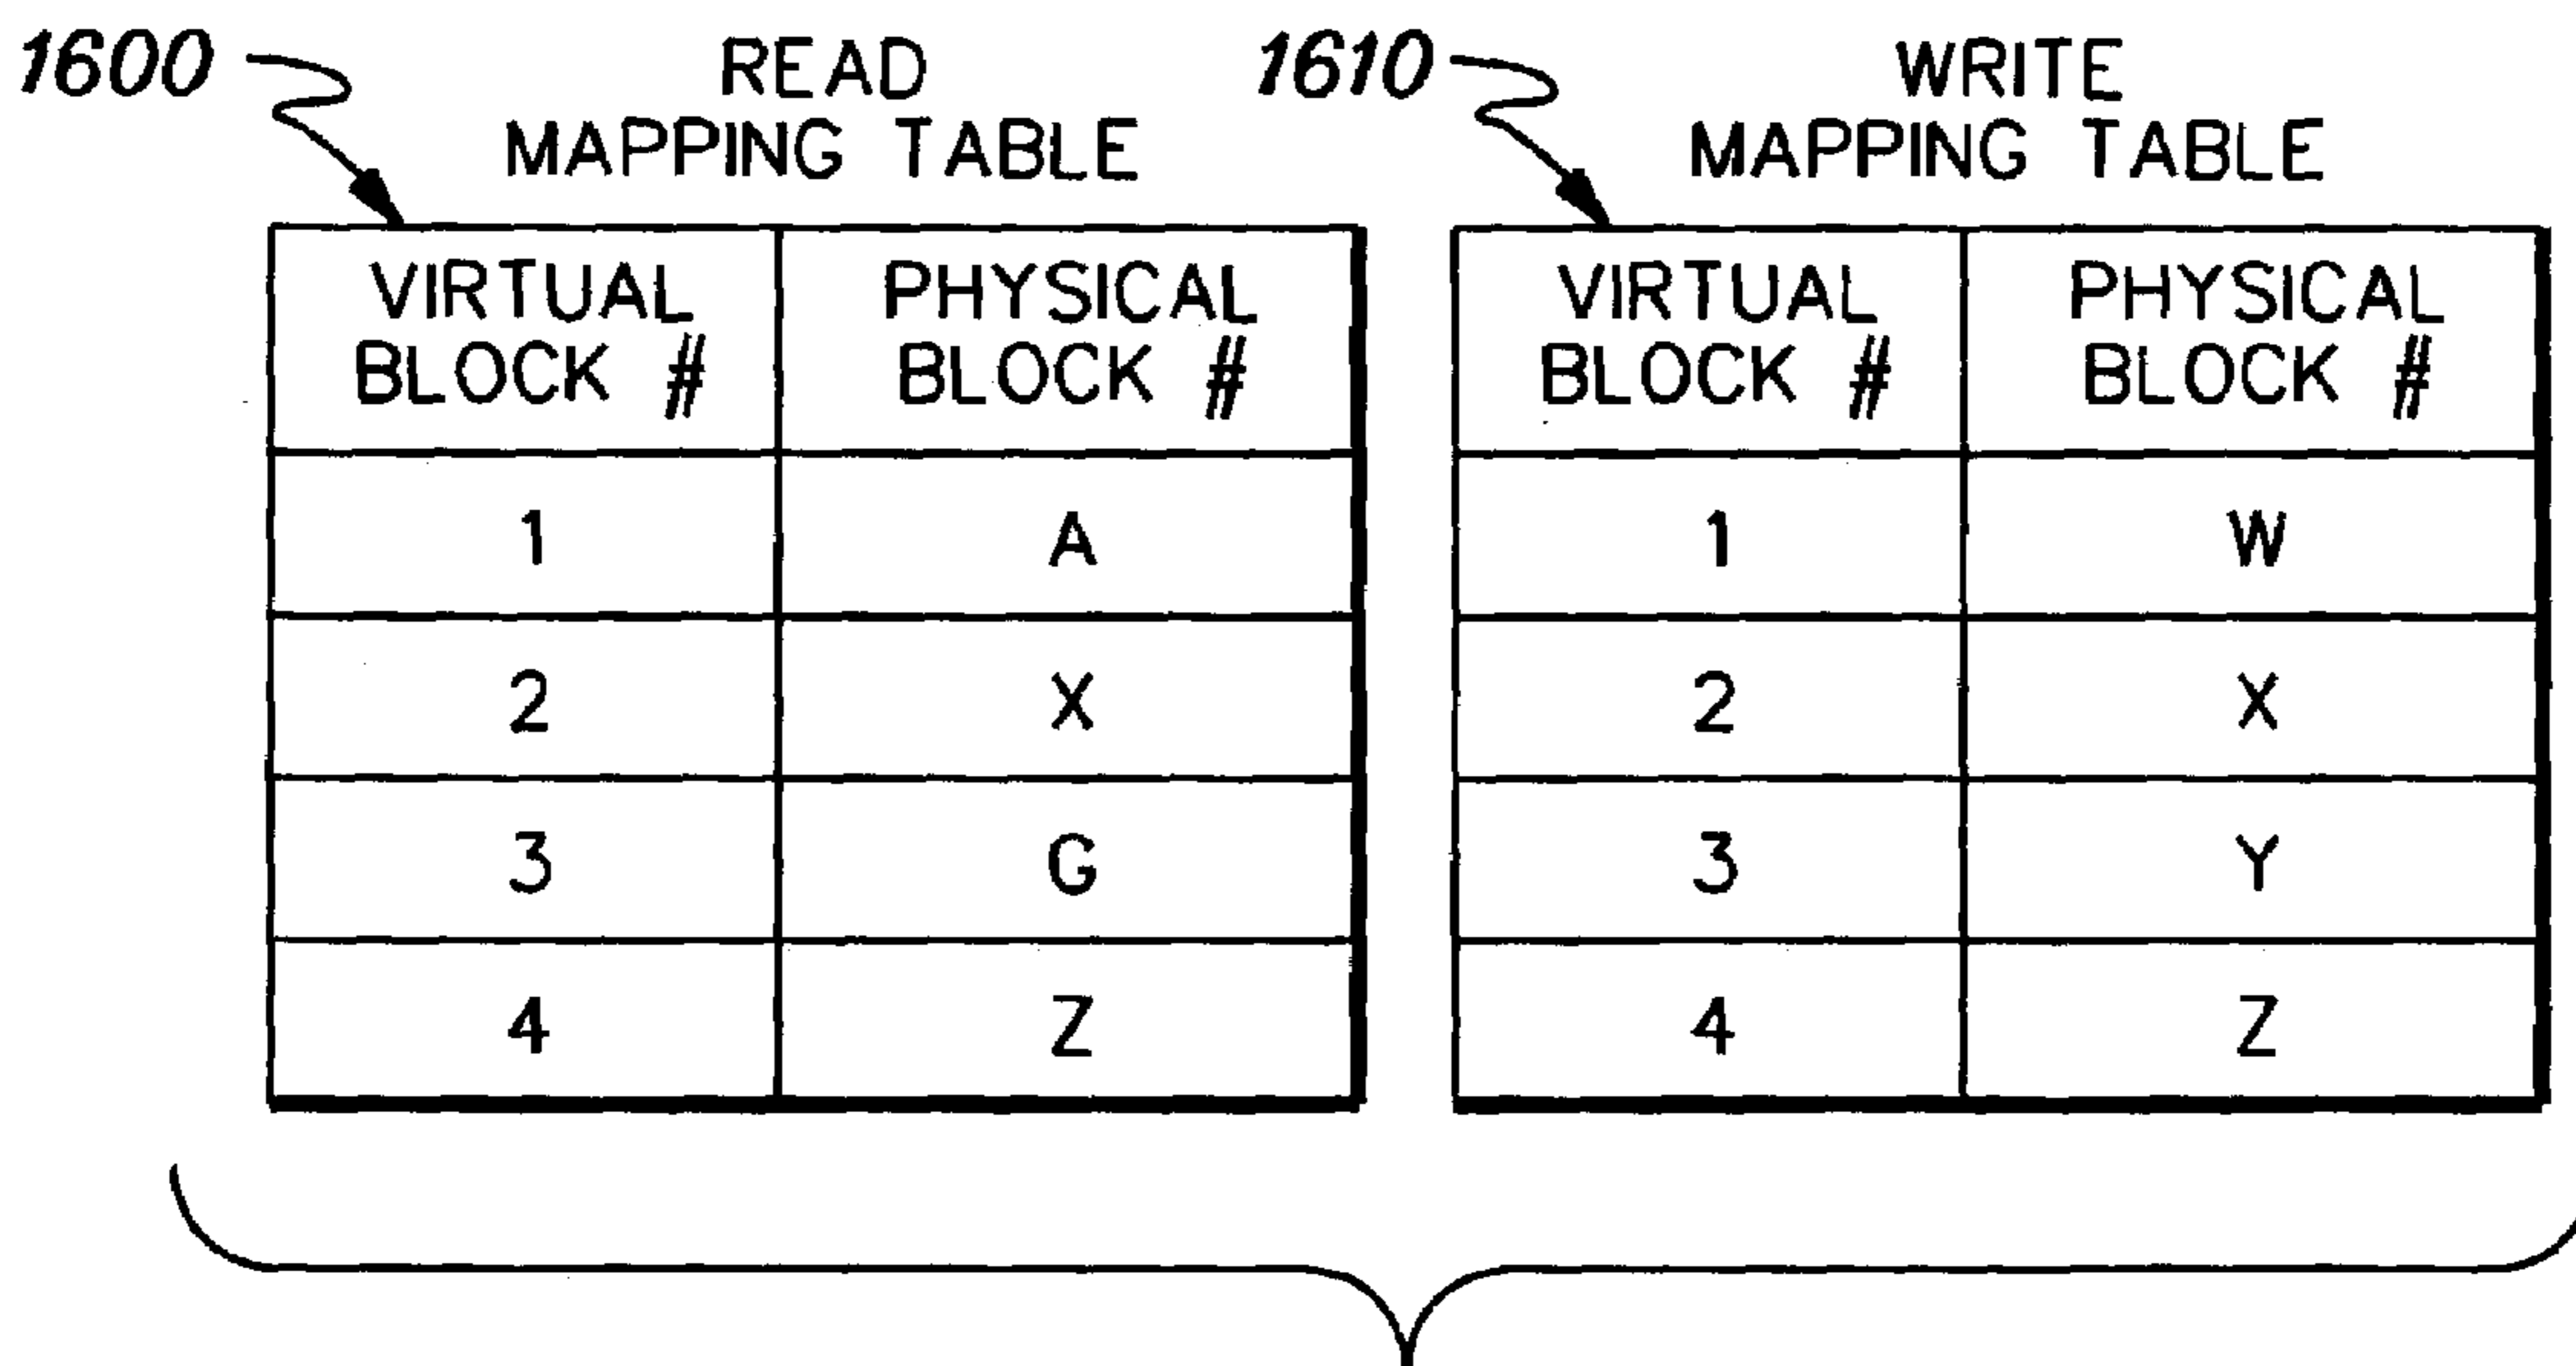 1600
READ
MAPPING TABLE
1610
WRITE
MAPPING TABLE
VIRTUAL
BLOCK #
PHYSICAL
BLOCK #
1 A
2 X
3 G
4 Z
VIRTUAL
BLOCK #
PHYSICAL
BLOCK #
1 W
2 X
3 Y
4 Z